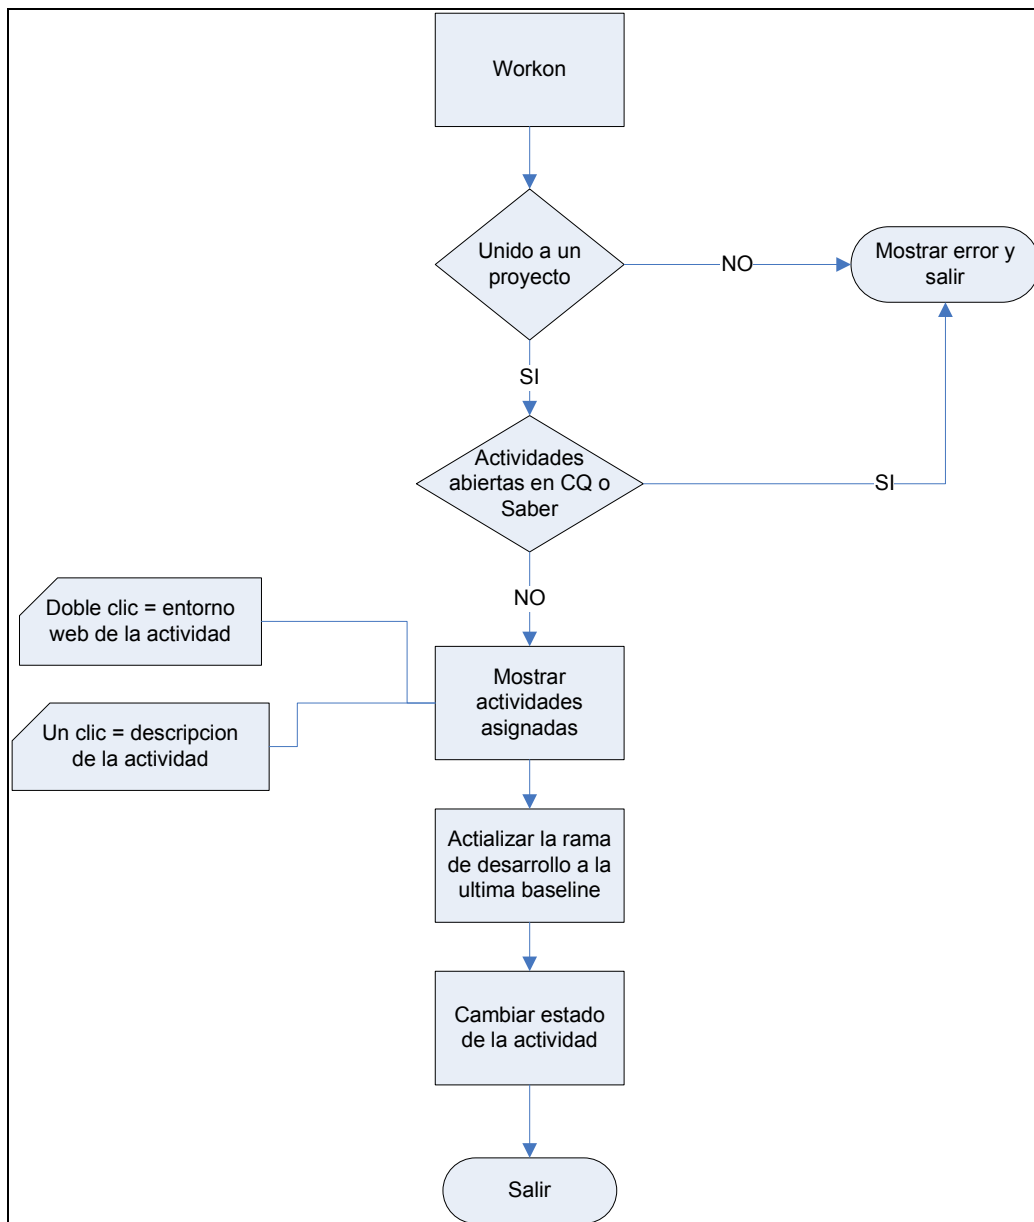 Workon
Unido a un
proyecto
NO
Mostrar error y
salir
SI
Actividades
abiertas en CQ o
Saber
SI
NO
Doble clic = entorno
web de la actividad
Mostrar
actividades
asignadas
Un clic = descripcion
de la actividad
Actializar la rama
de desarrollo a la
ultima baseline
Cambiar estado
de la actividad
Salir